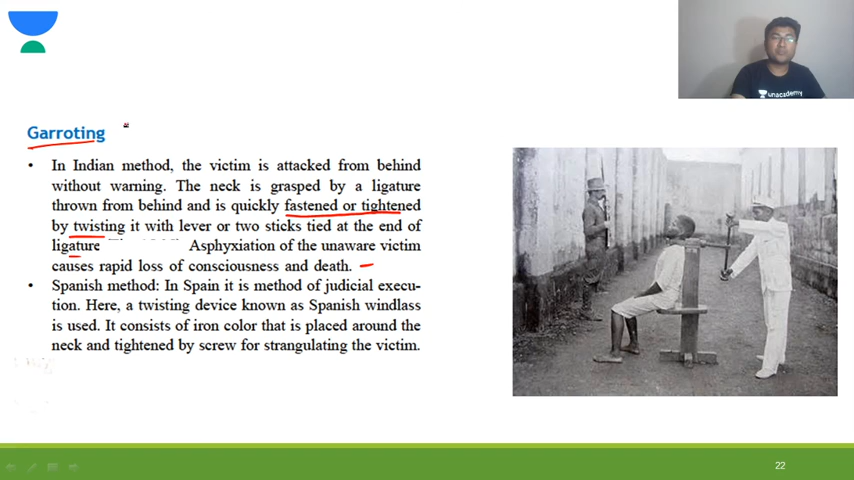 unacademy
Garroting
• In Indian method, the victim is attacked from behind
without warning. The neck is grasped by a ligature
thrown from behind and is quickly fastened or tightened
by twisting it with lever or two sticks tied at the end of
ligature Asphyxiation of the unaware victim
causes rapid loss of consciousness and death.
• Spanish method: In Spain it is method of judicial execu-
tion. Here, a twisting device known as Spanish windlass
is used. It consists of iron color that is placed around the
neck and tightened by screw for strangulating the victim.
22